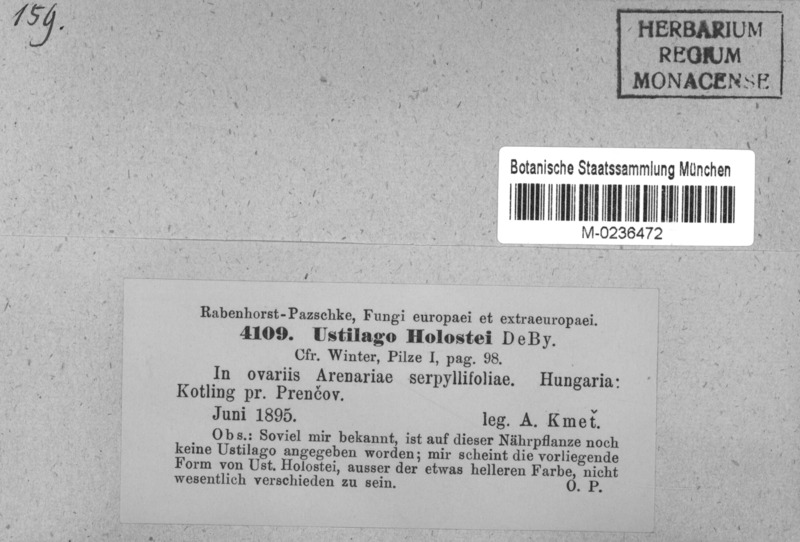 159.
HERBARIUM
REGIUM
MONACENSE
Botanische Staatssammlung München
M-0236472
Rabenhorst-Pazschke, Fungi europaei et extraeuropaei.
4109. Ustilago Holostei DeBy.
Cfr. Winter, Pilze I, pag. 98.
In ovariis Arenariae serpyllifoliae. Hungaria:
Kotling pr. Prenčov.
Juni 1895. leg. A. Kmeť.
Obs.: Soviel mir bekannt, ist auf dieser Nährpflanze noch
keine Ustilago angegeben worden; mir scheint die vorliegende
Form von Ust. Holostei, ausser der etwas helleren Farbe, nicht
wesentlich verschieden zu sein. O. P.